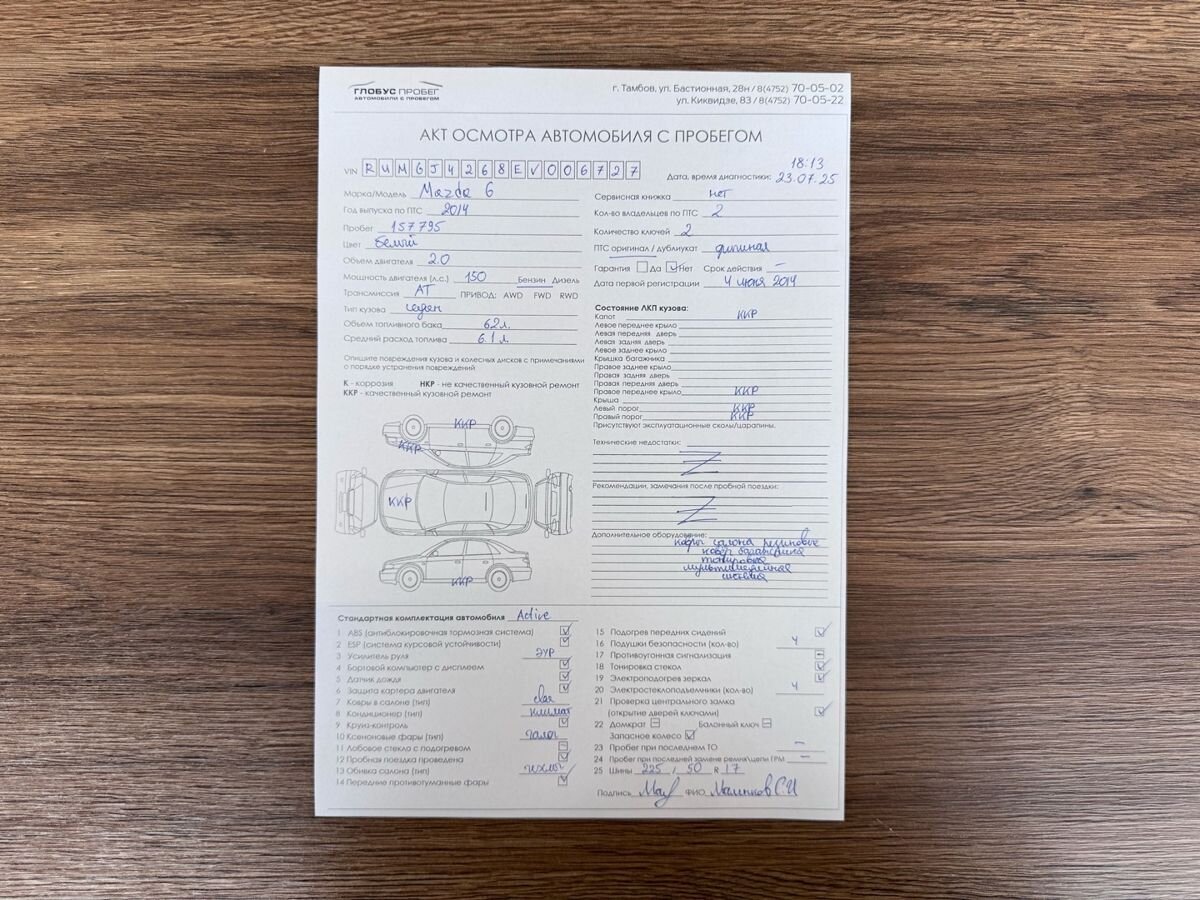 ГЛОБУС ПРОБЕГ
АВТОМОБИЛИ С ПРОБЕГОМ
г. Тамбов, ул. Бастионная, 28н / 8(4752) 70-05-02
ул. Киквидзе, 83 / 8(4752) 70-05-22
АКТ ОСМОТРА АВТОМОБИЛЯ С ПРОБЕГОМ
VIN RUMGJ4268EV006727
18:13
Дата, время диагностики: 23.07.25
Марка/Модель Mazda 6
Год выпуска по ПТС 2014
Пробег 157795
Цвет белый
Объем двигателя 2.0
Мощность двигателя (л.с.) 150 Бензин Дизель
Трансмиссия АТ ПРИВОД: AWD FWD RWD
Тип кузова седан
Объем топливного бака 62л.
Средний расход топлива 6.1л
Сервисная книжка нет
Кол-во владельцев по ПТС 2
Количество ключей 2
ПТС оригинал / дубликат
Гарантия Да Нет Срок действия –
Дата первой регистрации 4 июня 2014
Опишите повреждения кузова и колесных дисков с примечаниями
о порядке устранения повреждений
К - коррозия НКР - не качественный кузовной ремонт
ККР - качественный кузовной ремонт
ККР
ККР
ККР
ККР
Состояние ЛКП кузова:
Капот ККР
Левое переднее крыло
Левая передняя дверь
Левая задняя дверь
Левое заднее крыло
Крышка багажника
Правое заднее крыло
Правая задняя дверь
Правая передняя дверь
Правое переднее крыло ККР
Крыша
Левый порог ККР
Правый порог ККР
Присутствуют эксплуатационные сколы/царапины.
Технические недостатки:
Рекомендации, замечания после пробной поездки:
Дополнительное оборудование:
ковры салона резиновые
ковер багажника
тонировка
мультимедийная
система
Стандартная комплектация автомобиля Active
1 ABS (антиблокировочная тормозная система)
2 ESP (система курсовой устойчивости)
3 Усилитель руля ЭУР
4 Бортовой компьютер с дисплеем
5 Датчик дождя
6 Защита картера двигателя
7 Ковры в салоне (тип)
8 Кондиционер (тип) климат
9 Круиз-контроль
10 Ксеноновые фары (тип) галог
11 Лобовое стекло с подогревом
12 Пробная поездка проведена
13 Обивка салона (тип)
14 Передние противотуманные фары
15 Подогрев передних сидений
16 Подушки безопасности (кол-во) 4
17 Противоугонная сигнализация
18 Тонировка стекол
19 Электроподогрев зеркал
20 Электростеклоподъемники (кол-во) 4
21 Проверка центрального замка
(открытие дверей ключами)
22 Домкрат Балонный ключ
Запасное колесо
23 Пробег при последнем ТО –
24 Пробег при последней замене ремня/цепи ГРМ –
25 Шины 225 / 50 R 17
Подпись ФИО